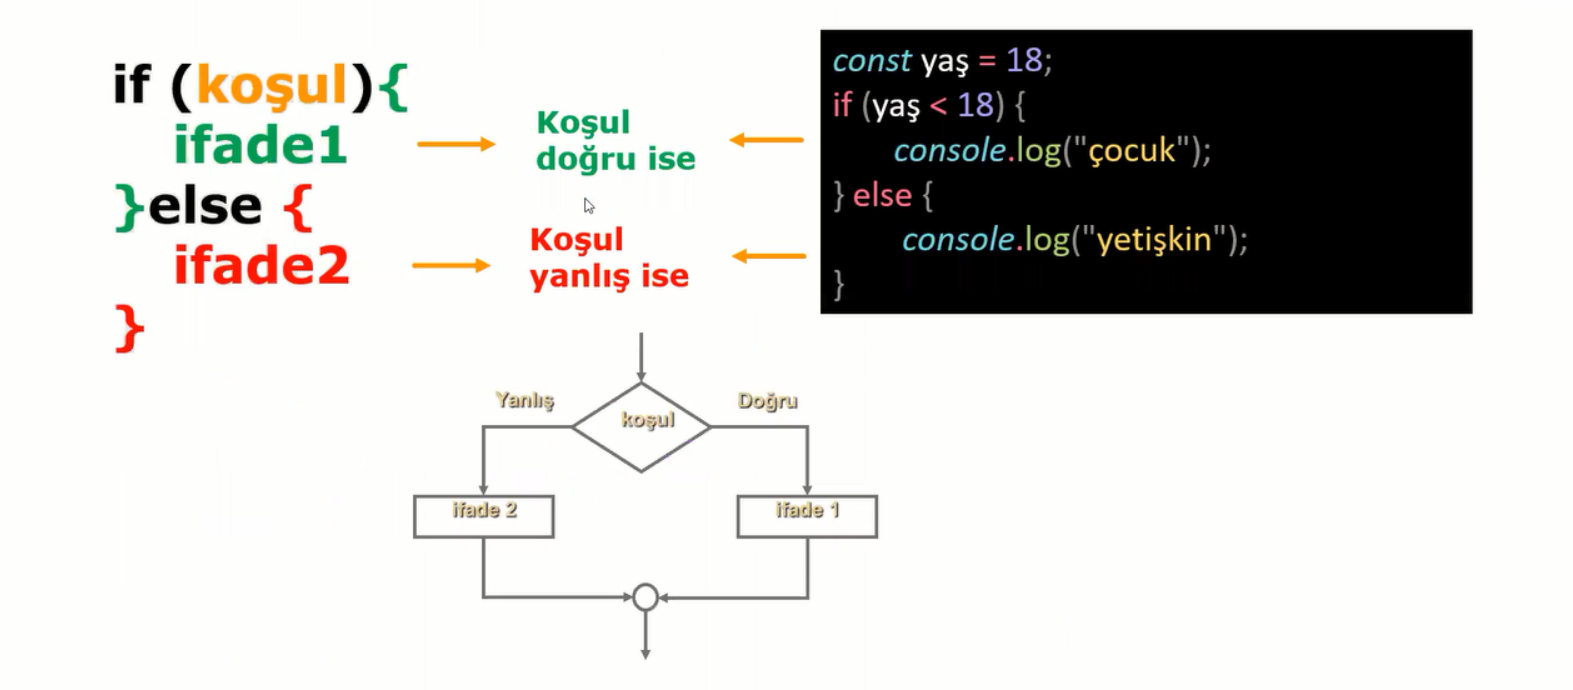 if (koşul){
ifade1
}else {
ifade2
}
Koşul
doğru ise
Koşul
yanlış ise
const yaş = 18;
if (yaş < 18) {
console.log("çocuk");
} else {
console.log("yetişkin");
}
Yanlış
koşul
Doğru
ifade 2
ifade 1